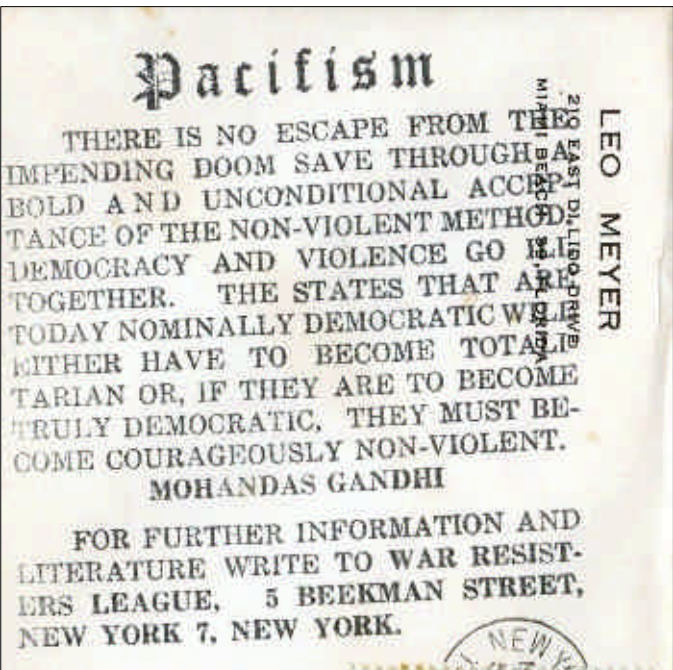 Pacifism
THERE IS NO ESCAPE FROM THE
IMPENDING DOOM SAVE THROUGH A
BOLD AND UNCONDITIONAL ACCEP-
TANCE OF THE NON-VIOLENT METHOD.
DEMOCRACY AND VIOLENCE GO ILL
TOGETHER. THE STATES THAT ARE
TODAY NOMINALLY DEMOCRATIC WILL
EITHER HAVE TO BECOME TOTALI-
TARIAN OR, IF THEY ARE TO BECOME
TRULY DEMOCRATIC, THEY MUST BE-
COME COURAGEOUSLY NON-VIOLENT.
MOHANDAS GANDHI
FOR FURTHER INFORMATION AND
LITERATURE WRITE TO WAR RESIST-
ERS LEAGUE, 5 BEEKMAN STREET,
NEW YORK 7, NEW YORK.
LEO MEYER
210 EAST DILIDO DRIVE
MIAMI BEACH FLORIDA
NEW